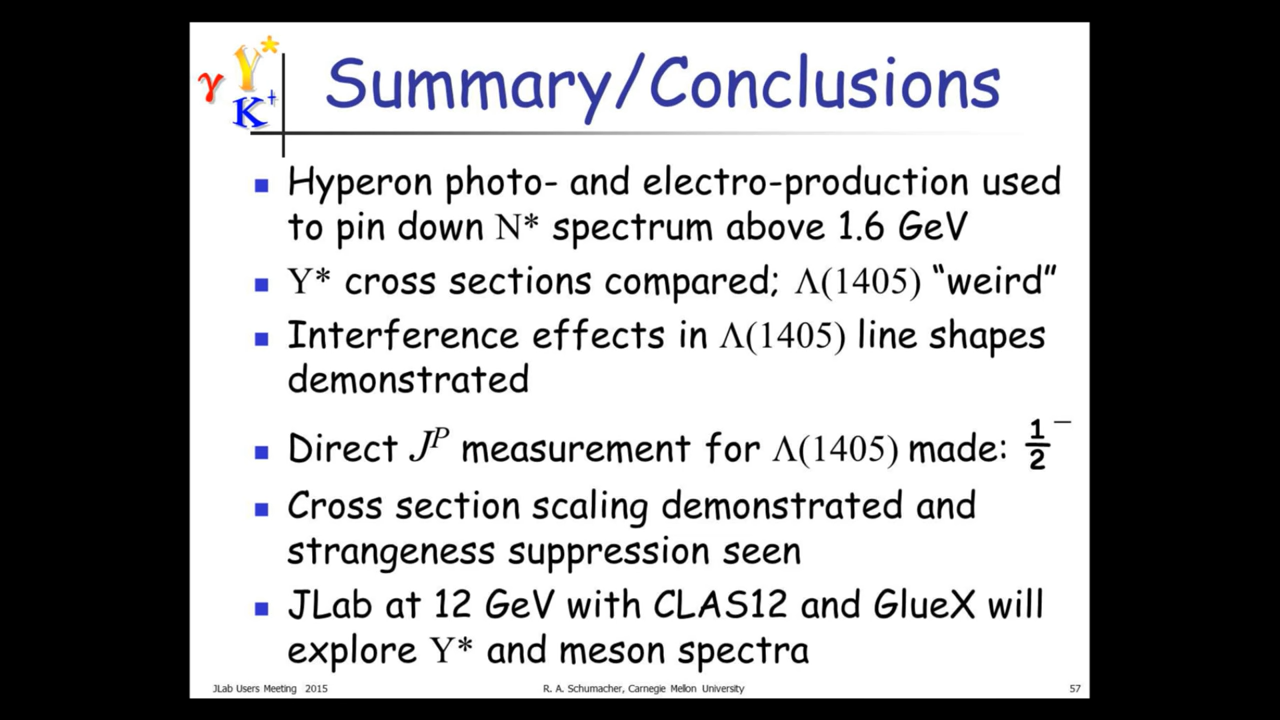 γ Y* K⁺
Summary/Conclusions
Hyperon photo- and electro-production used
to pin down N* spectrum above 1.6 GeV
Y* cross sections compared; Λ(1405) “weird”
Interference effects in Λ(1405) line shapes
demonstrated
Direct Jᴾ measurement for Λ(1405) made: ½⁻
Cross section scaling demonstrated and
strangeness suppression seen
JLab at 12 GeV with CLAS12 and GlueX will
explore Y* and meson spectra
JLab Users Meeting 2015 R. A. Schumacher, Carnegie Mellon University 57